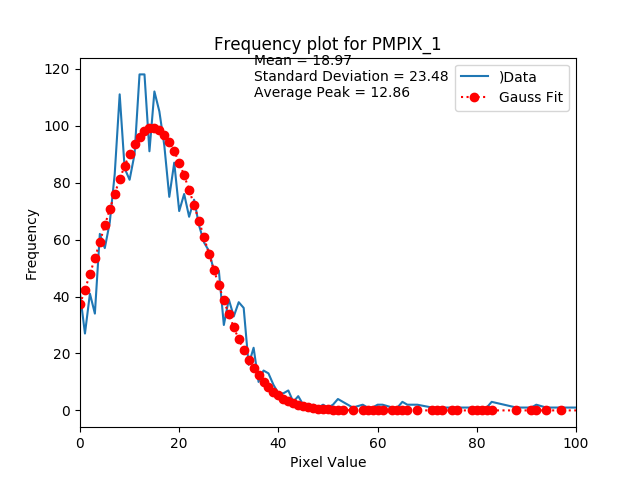 Frequency plot for PMPIX_1
Mean = 18.97
Standard Deviation = 23.48
Average Peak = 12.86
)Data
Gauss Fit
Frequency
120
100
80
60
40
20
0
0 20 40 60 80 100
Pixel Value